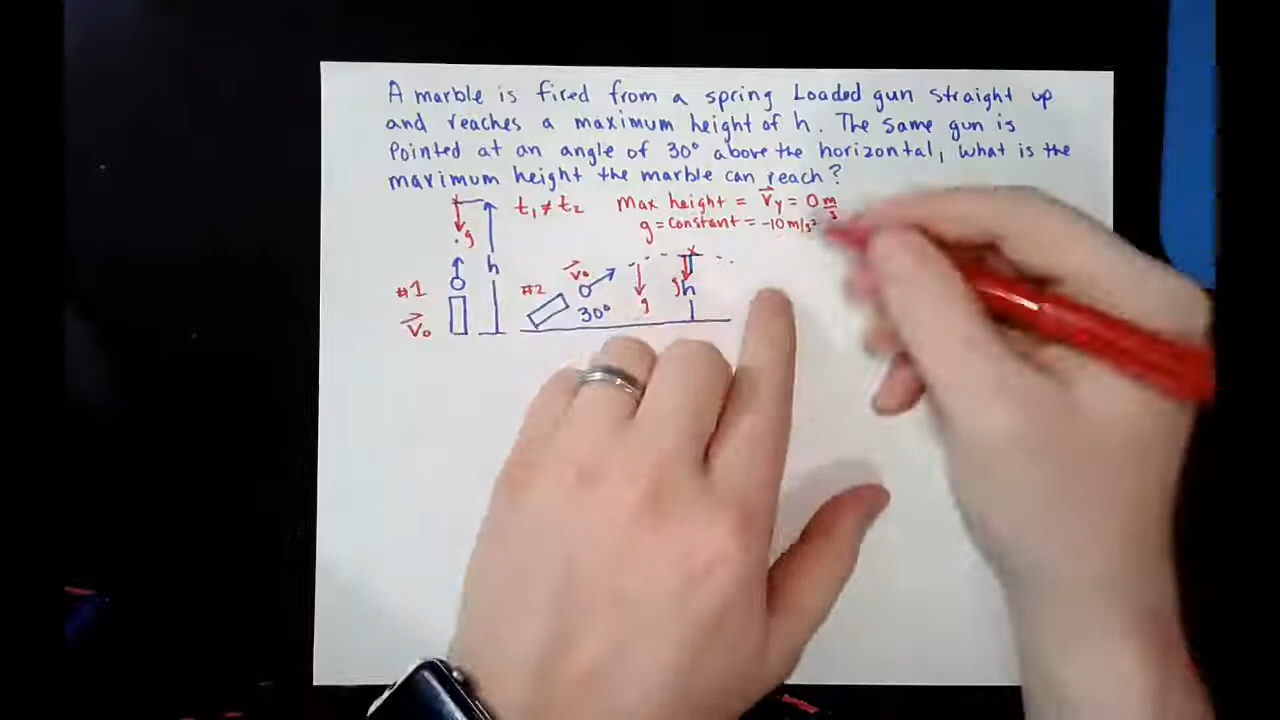 A marble is fired from a spring Loaded gun straight up
and reaches a maximum height of h. The same gun is
Pointed at an angle of 30° above the horizontal, what is the
maximum height the marble can reach?
t₁ ≠ t₂ Max height = v⃗y = 0 m/s
g g = constant = -10 m/s²
h
#1 #2 v⃗₀ g h
v⃗₀ 30° g